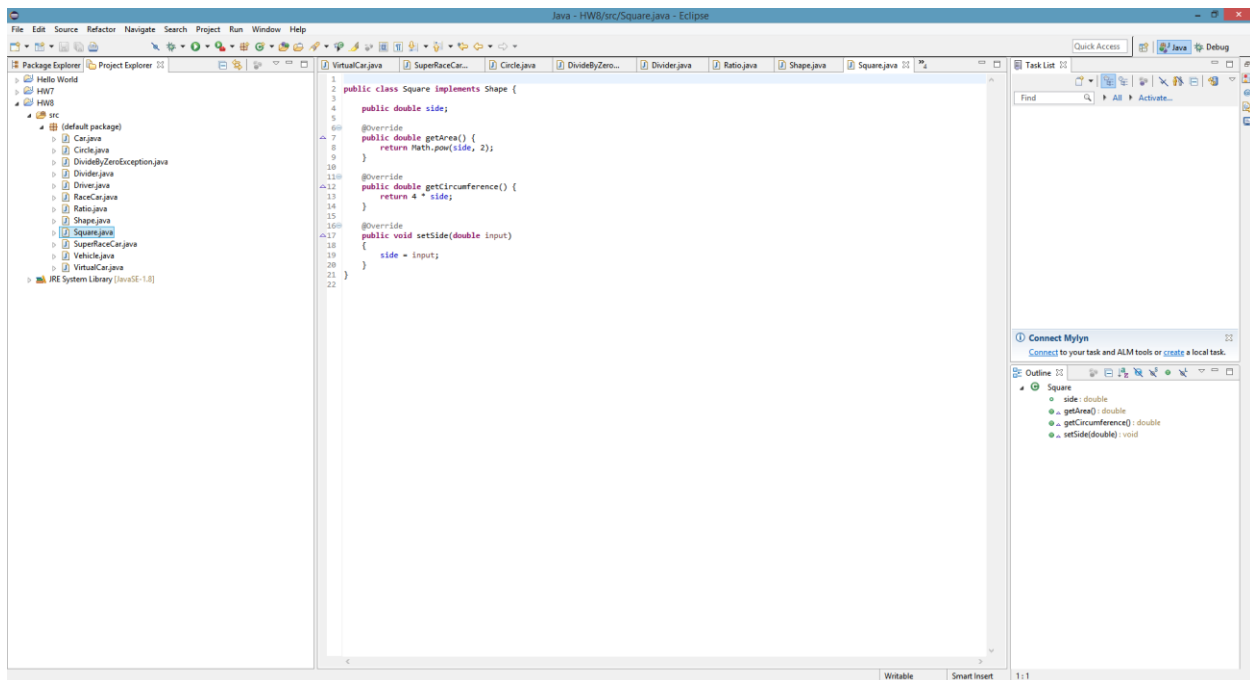 Java - HW8/src/Square.java - Eclipse
File Edit Source Refactor Navigate Search Project Run Window Help
Quick Access Java Debug
Package Explorer Project Explorer
Hello World
HW7
HW8
src
(default package)
Car.java
Circle.java
DivideByZeroException.java
Divider.java
Driver.java
RaceCar.java
Ratio.java
Shape.java
Square.java
SuperRaceCar.java
Vehicle.java
VirtualCar.java
JRE System Library [JavaSE-1.8]
VirtualCar.java SuperRaceCar... Circle.java DivideByZero... Divider.java Ratio.java Shape.java Square.java »4
1
2 public class Square implements Shape {
3
4 public double side;
5
6 @Override
7 public double getArea() {
8 return Math.pow(side, 2);
9 }
10
11 @Override
12 public double getCircumference() {
13 return 4 * side;
14 }
15
16 @Override
17 public void setSide(double input)
18 {
19 side = input;
20 }
21 }
22
Task List
Find All Activate...
Connect Mylyn
Connect to your task and ALM tools or create a local task.
Outline
Square
side : double
getArea() : double
getCircumference() : double
setSide(double) : void
Writable Smart Insert 1 : 1